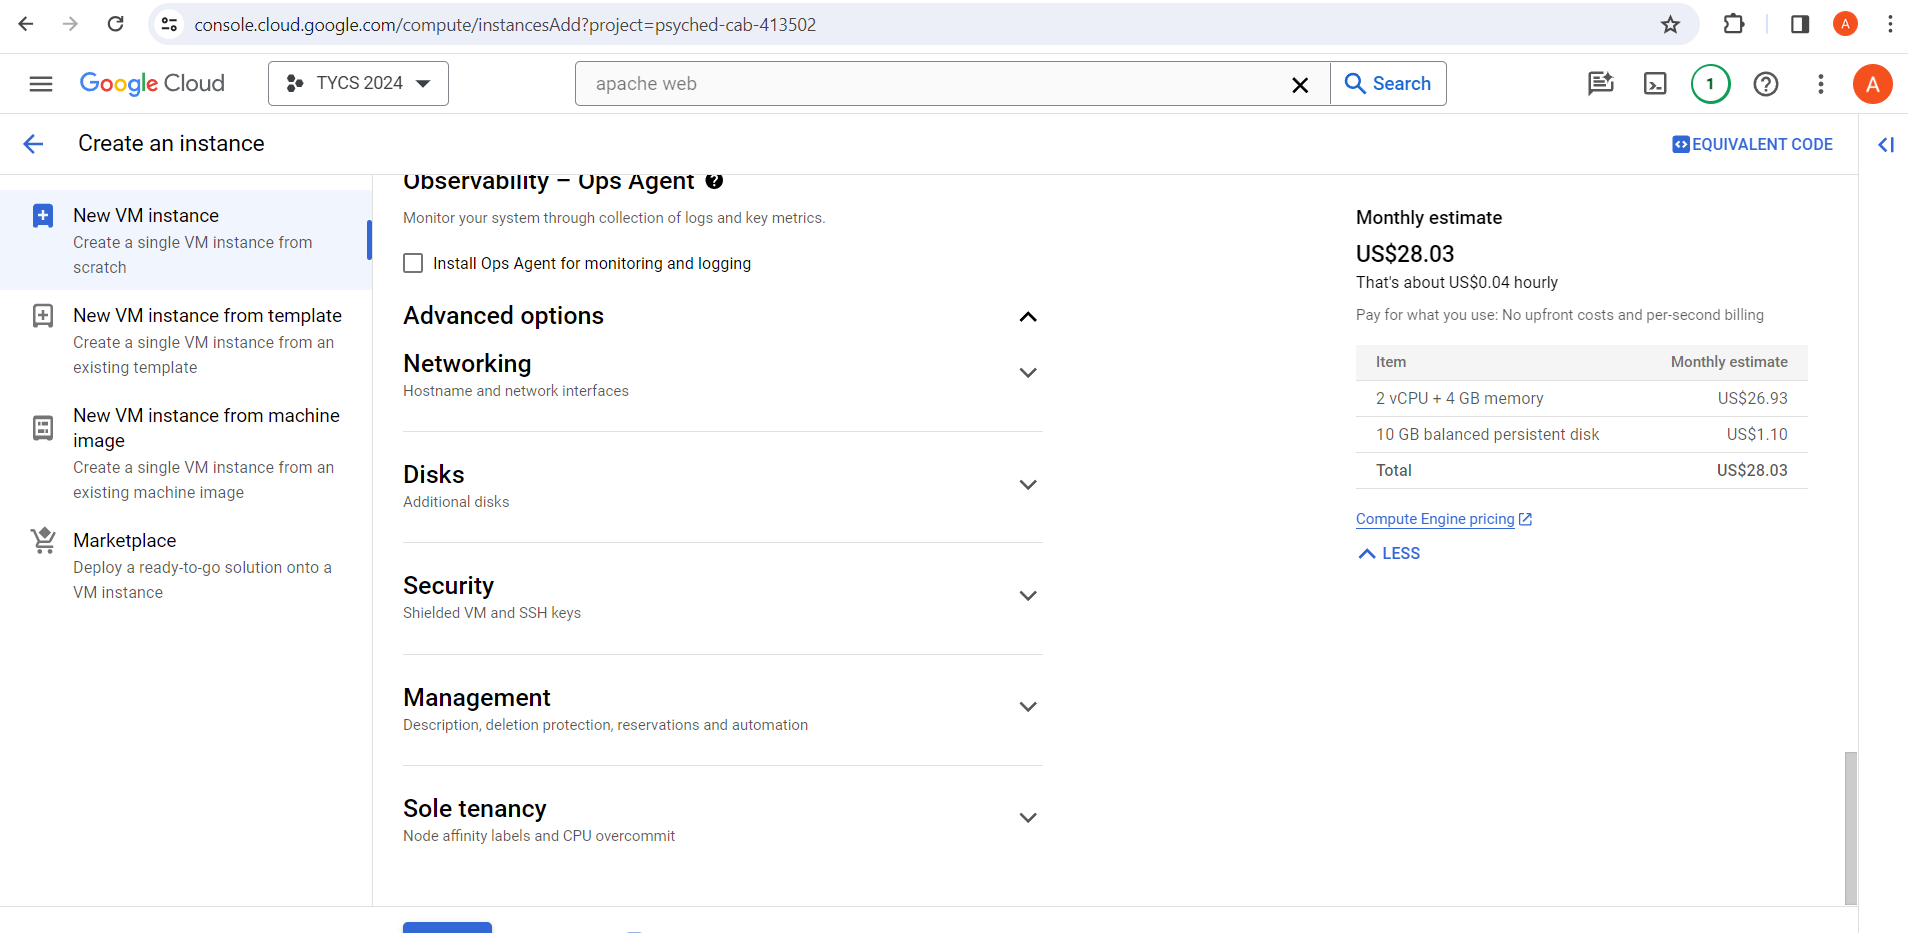 console.cloud.google.com/compute/instancesAdd?project=psyched-cab-413502
A
Google Cloud
TYCS 2024
apache web
Search
1
A
Create an instance
EQUIVALENT CODE
New VM instance
Create a single VM instance from
scratch
New VM instance from template
Create a single VM instance from an
existing template
New VM instance from machine
image
Create a single VM instance from an
existing machine image
Marketplace
Deploy a ready-to-go solution onto a
VM instance
Observability – Ops Agent
Monitor your system through collection of logs and key metrics.
Install Ops Agent for monitoring and logging
Advanced options
Networking
Hostname and network interfaces
Disks
Additional disks
Security
Shielded VM and SSH keys
Management
Description, deletion protection, reservations and automation
Sole tenancy
Node affinity labels and CPU overcommit
Monthly estimate
US$28.03
That's about US$0.04 hourly
Pay for what you use: No upfront costs and per-second billing
Item Monthly estimate
2 vCPU + 4 GB memory US$26.93
10 GB balanced persistent disk US$1.10
Total US$28.03
Compute Engine pricing
LESS